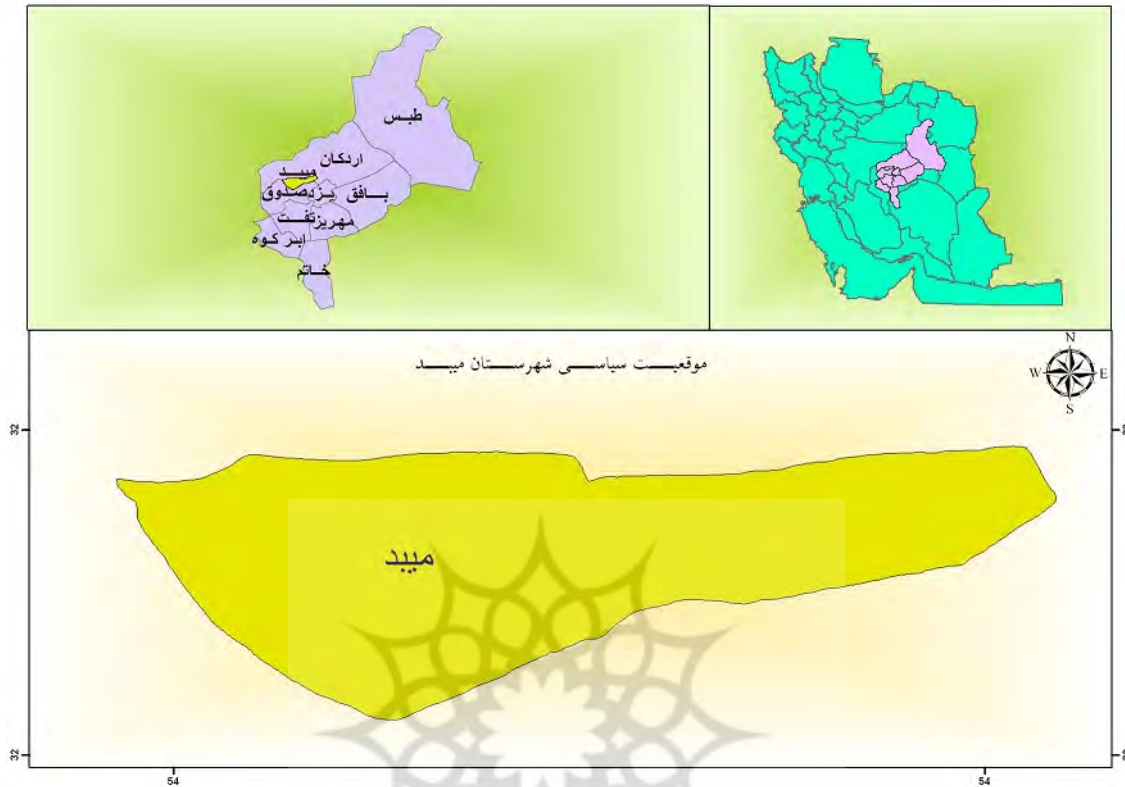 طبس
اردکان
میبد
صدوق یزد بافق
تفت مهریز
ابرکوه
خاتم
موقعیت سیاسی شهرستان میبد
N
W E
S
32
میبد
32
54 54